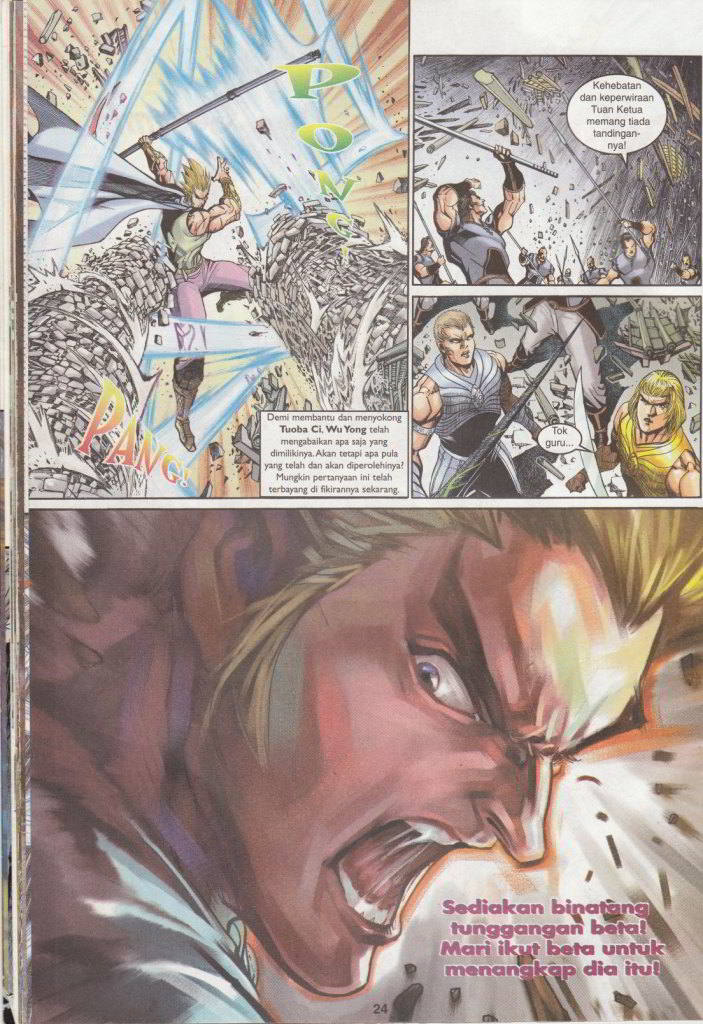 PONG!
PANG!
Demi membantu dan menyokong
Tuoba Ci, Wu Yong telah
mengabaikan apa saja yang
dimilikinya. Akan tetapi apa pula
yang telah dan akan diperolehinya?
Mungkin pertanyaan ini telah
terbayang di fikirannya sekarang.
Kehebatan
dan keperwiraan
Tuan Ketua
memang tiada
tandingan-
nya!
Tok
guru...
Sediakan binatang
tunggangan beta!
Mari ikut beta untuk
menangkap dia itu!
24